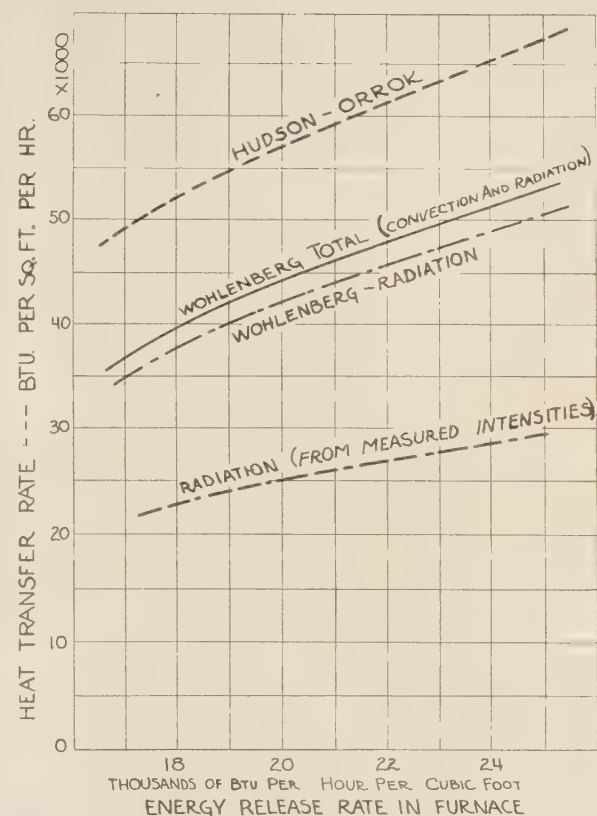 HEAT TRANSFER RATE --- BTU. PER SQ. FT. PER HR.
X1000
60
50
40
30
20
10
0
HUDSON-ORROK
WOHLENBERG TOTAL (CONVECTION AND RADIATION)
WOHLENBERG-RADIATION
RADIATION (FROM MEASURED INTENSITIES)
18 20 22 24
THOUSANDS OF BTU PER HOUR PER CUBIC FOOT
ENERGY RELEASE RATE IN FURNACE